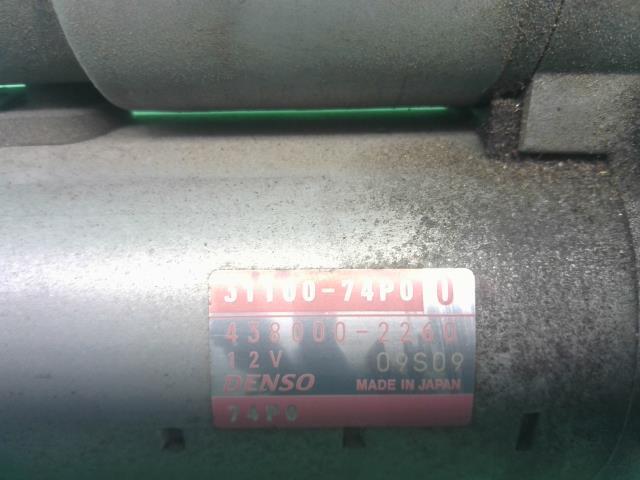 31100-74P00
438000-2260
12V 09S09
DENSO MADE IN JAPAN
74P0